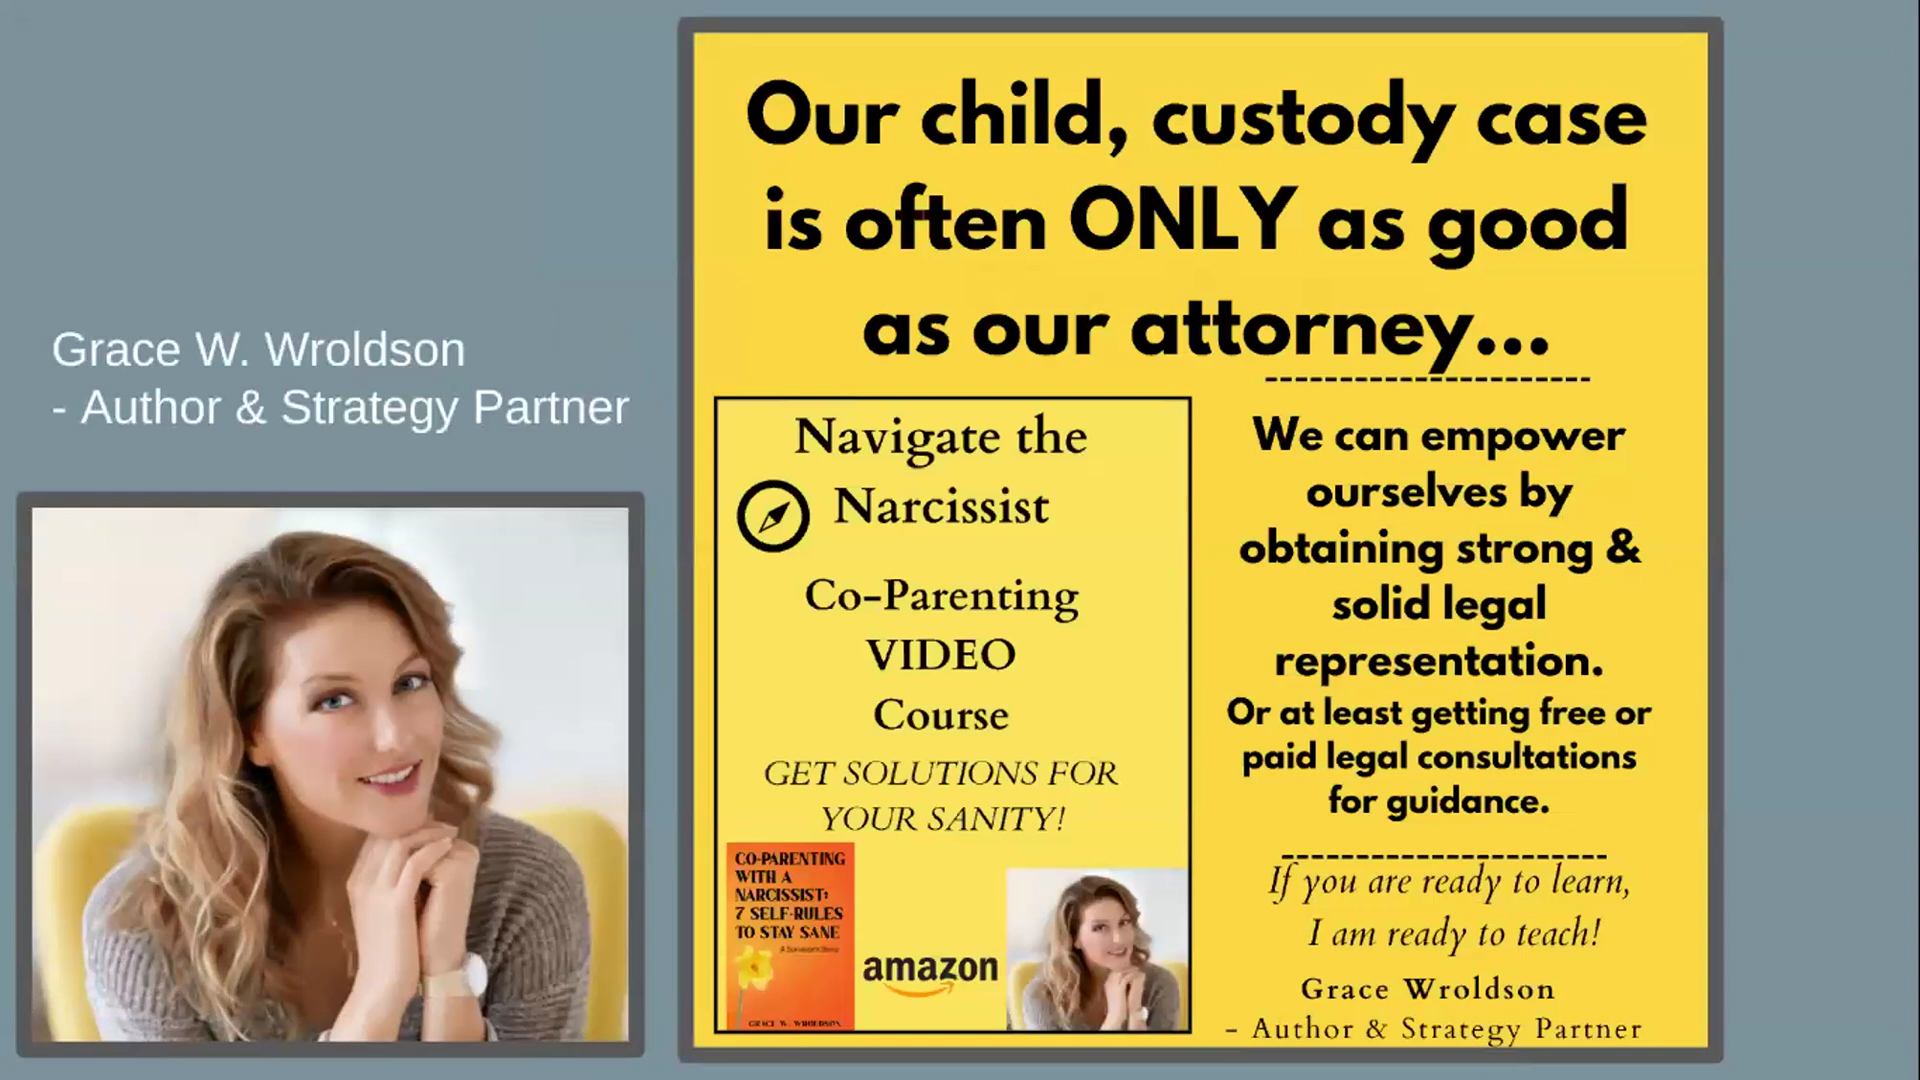 Grace W. Wroldson
- Author & Strategy Partner
Our child, custody case
is often ONLY as good
as our attorney...
Navigate the
Narcissist
Co-Parenting
VIDEO
Course
GET SOLUTIONS FOR
YOUR SANITY!
CO-PARENTING
WITH A
NARCISSIST:
7 SELF-RULES
TO STAY SANE
A Survivor's Story
GRACE W. WROLDSON
amazon
We can empower
ourselves by
obtaining strong &
solid legal
representation.
Or at least getting free or
paid legal consultations
for guidance.
If you are ready to learn,
I am ready to teach!
Grace Wroldson
- Author & Strategy Partner